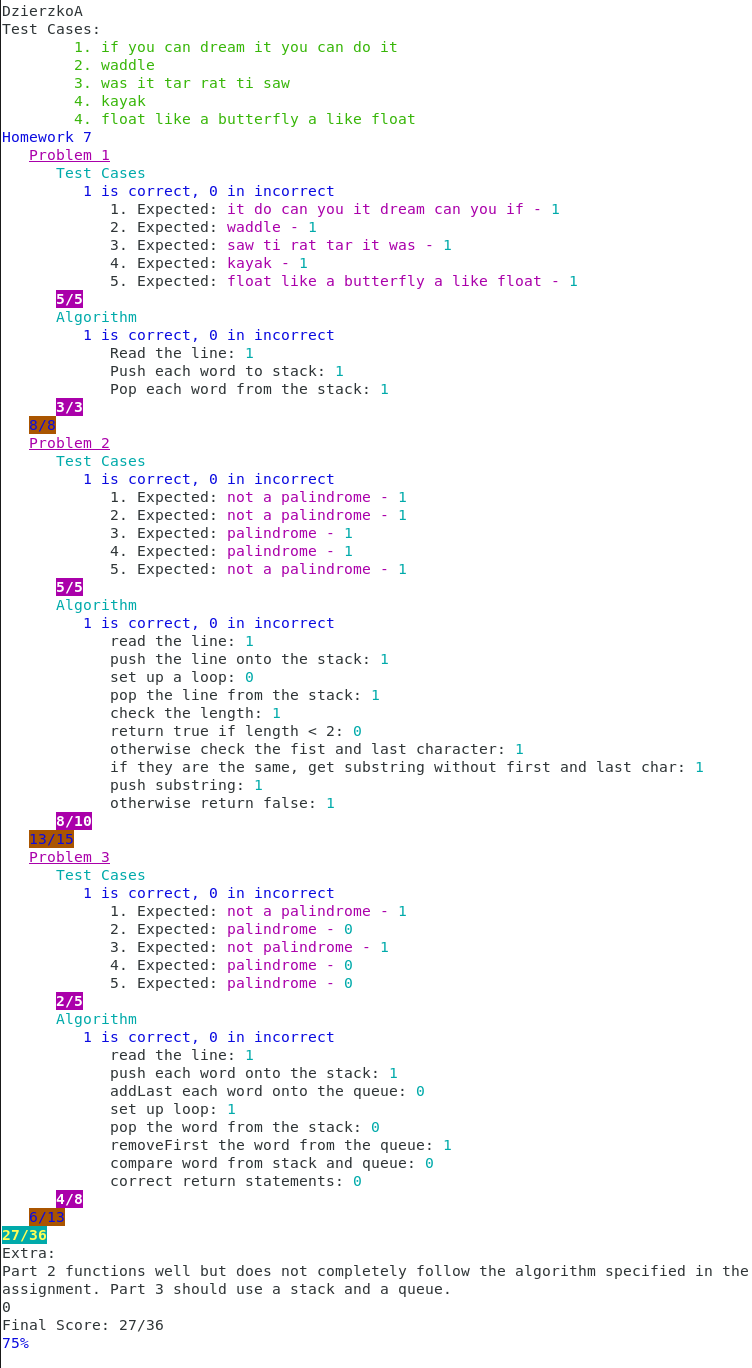 DzierzkoA
Test Cases:
1. if you can dream it you can do it
2. waddle
3. was it tar rat ti saw
4. kayak
4. float like a butterfly a like float
Homework 7
Problem 1
Test Cases
1 is correct, 0 in incorrect
1. Expected: it do can you it dream can you if - 1
2. Expected: waddle - 1
3. Expected: saw ti rat tar it was - 1
4. Expected: kayak - 1
5. Expected: float like a butterfly a like float - 1
5/5
Algorithm
1 is correct, 0 in incorrect
Read the line: 1
Push each word to stack: 1
Pop each word from the stack: 1
3/3
8/8
Problem 2
Test Cases
1 is correct, 0 in incorrect
1. Expected: not a palindrome - 1
2. Expected: not a palindrome - 1
3. Expected: palindrome - 1
4. Expected: palindrome - 1
5. Expected: not a palindrome - 1
5/5
Algorithm
1 is correct, 0 in incorrect
read the line: 1
push the line onto the stack: 1
set up a loop: 0
pop the line from the stack: 1
check the length: 1
return true if length < 2: 0
otherwise check the fist and last character: 1
if they are the same, get substring without first and last char: 1
push substring: 1
otherwise return false: 1
8/10
13/15
Problem 3
Test Cases
1 is correct, 0 in incorrect
1. Expected: not a palindrome - 1
2. Expected: palindrome - 0
3. Expected: not palindrome - 1
4. Expected: palindrome - 0
5. Expected: palindrome - 0
2/5
Algorithm
1 is correct, 0 in incorrect
read the line: 1
push each word onto the stack: 1
addLast each word onto the queue: 0
set up loop: 1
pop the word from the stack: 0
removeFirst the word from the queue: 1
compare word from stack and queue: 0
correct return statements: 0
4/8
6/13
27/36
Extra:
Part 2 functions well but does not completely follow the algorithm specified in the
assignment. Part 3 should use a stack and a queue.
0
Final Score: 27/36
75%